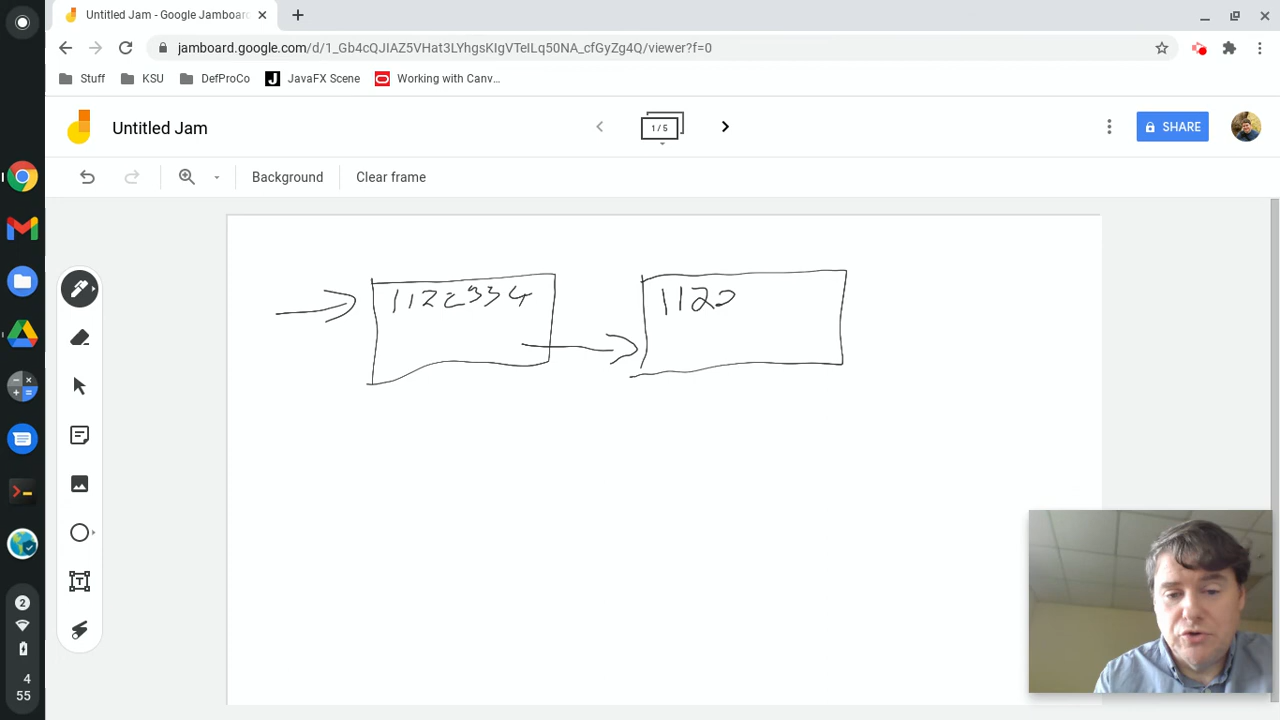 Untitled Jam - Google Jamboard
jamboard.google.com/d/1_Gb4cQJIAZ5VHat3LYhgsKIgVTeILq50NA_cfGyZg4Q/viewer?f=0
Stuff
KSU
DefProCo
J
JavaFX Scene
Working with Canv...
Untitled Jam
1 / 5
SHARE
Background
Clear frame
1122334
1122
2
4
55